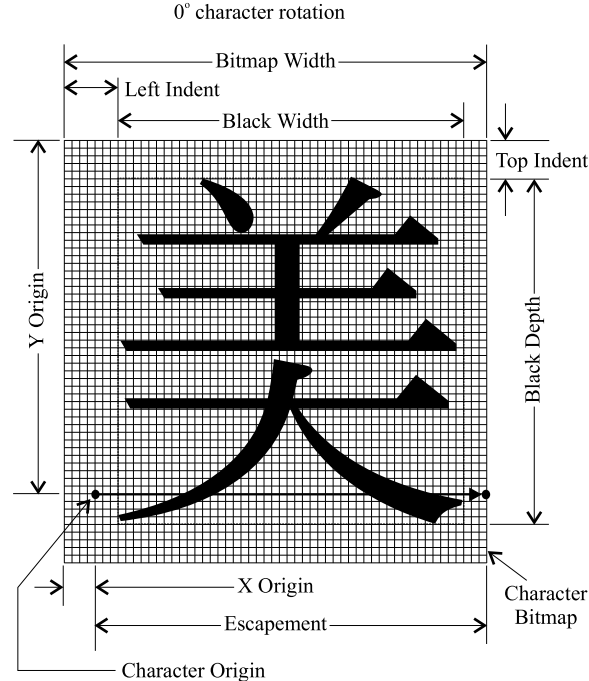 0° character rotation
Bitmap Width
Left Indent
Black Width
Top Indent
Y Origin
美
Black Depth
X Origin
Character
Bitmap
Escapement
Character Origin